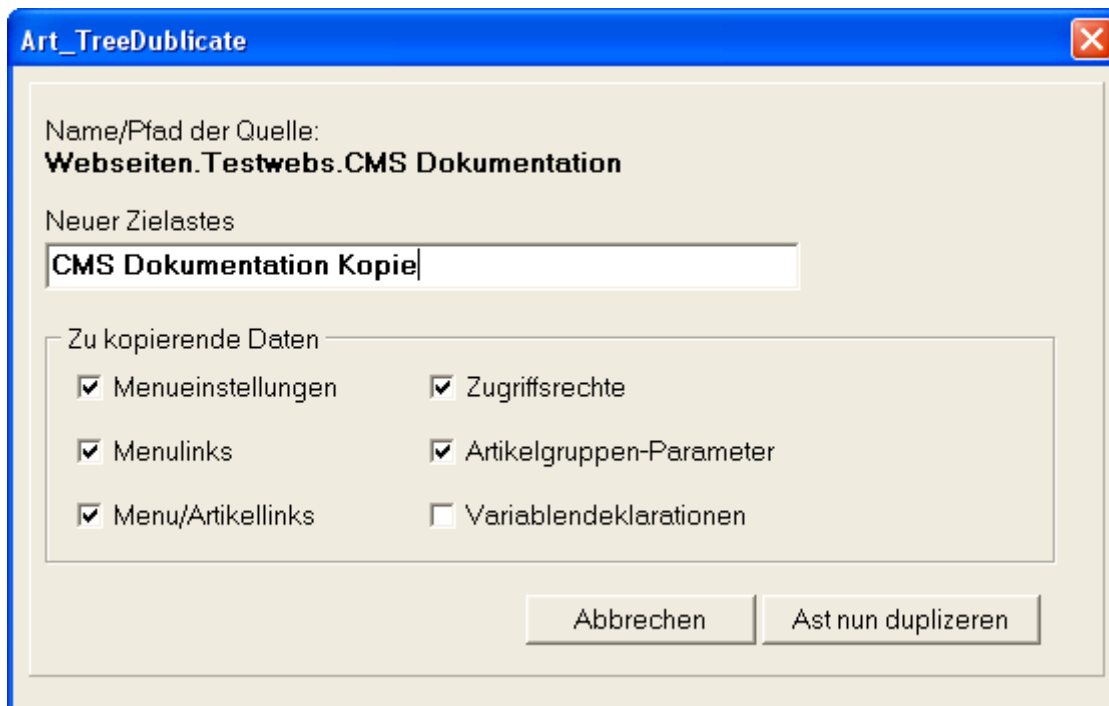 Art_TreeDublicate
Name/Pfad der Quelle:
Webseiten.Testwebs.CMS Dokumentation
Neuer Zielastes
CMS Dokumentation Kopie
Zu kopierende Daten
Menueinstellungen Zugriffsrechte
Menulinks Artikelgruppen-Parameter
Menu/Artikellinks Variablendeklarationen
Abbrechen Ast nun duplizeren